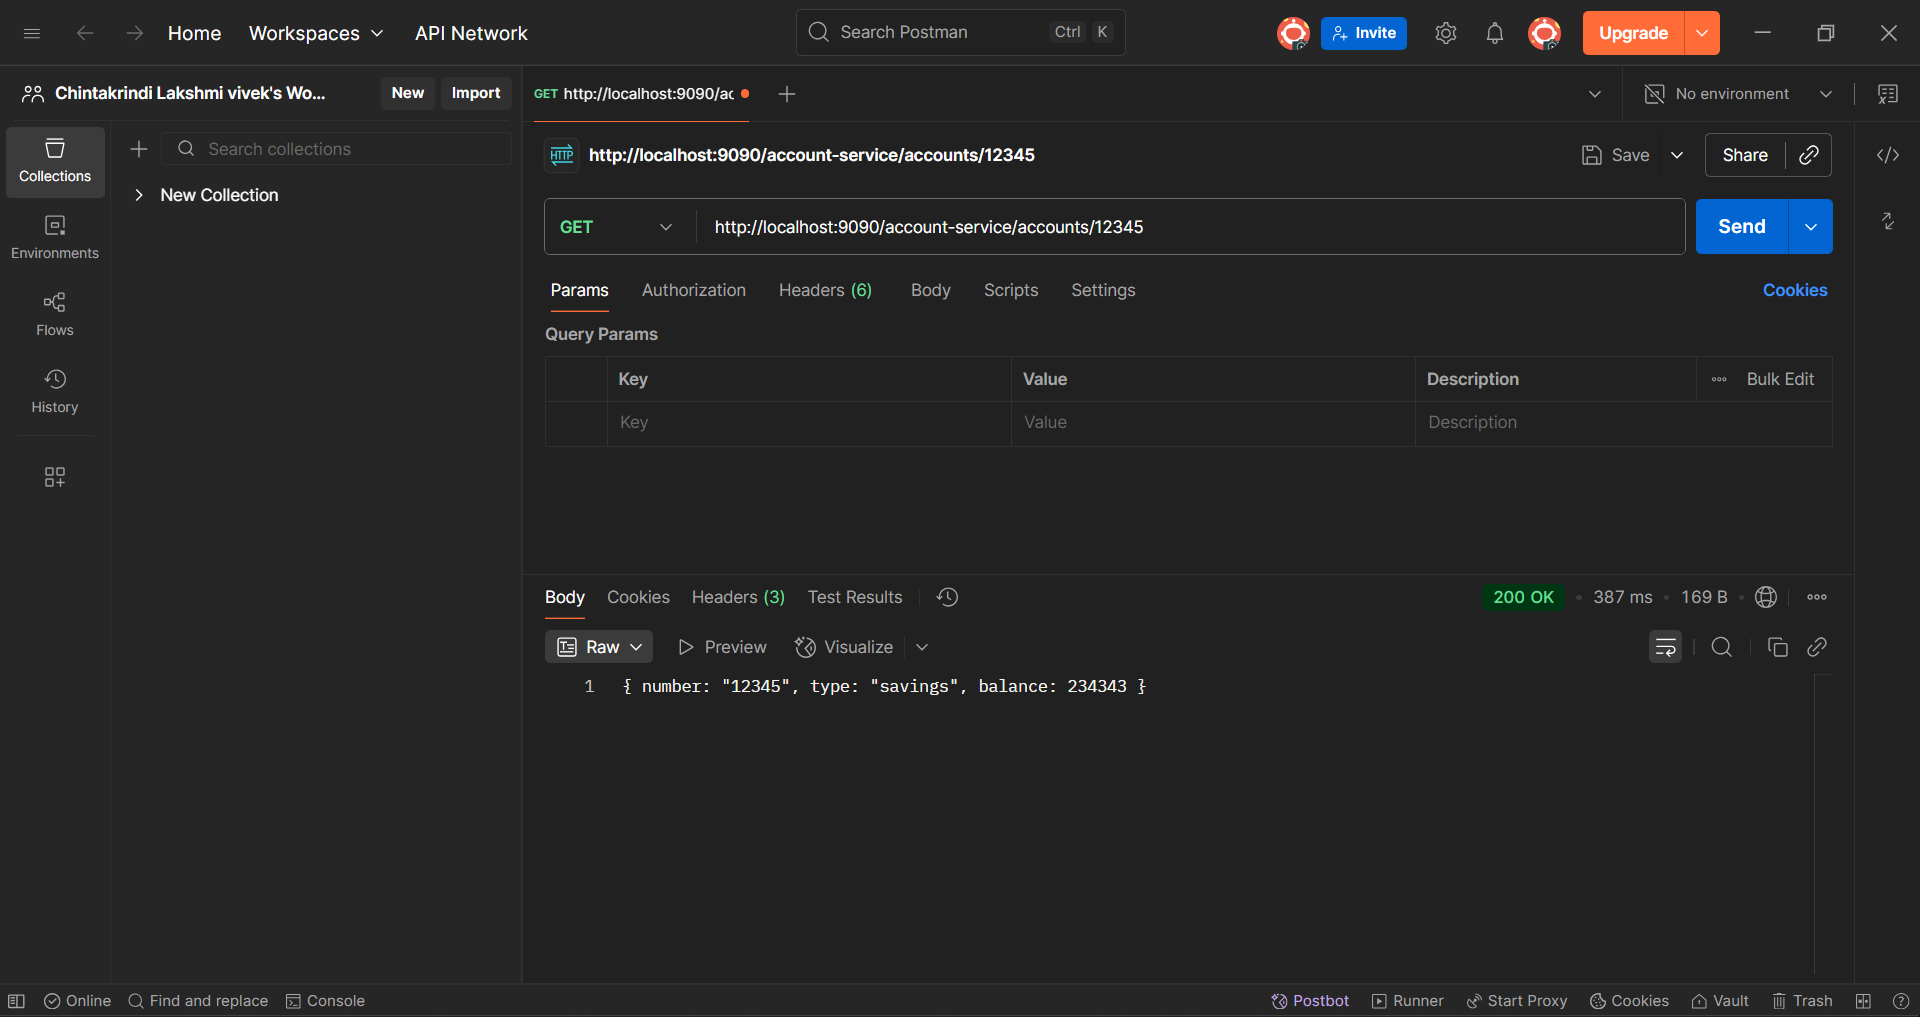 Home Workspaces API Network Search Postman Ctrl K Invite Upgrade
Chintakrindi Lakshmi vivek's Wo... New Import GET http://localhost:9090/ac No environment
Collections
Search collections
New Collection
Environments
Flows
History
HTTP http://localhost:9090/account-service/accounts/12345 Save Share
GET http://localhost:9090/account-service/accounts/12345 Send
Params Authorization Headers (6) Body Scripts Settings Cookies
Query Params
Key Value Description Bulk Edit
Key Value Description
Body Cookies Headers (3) Test Results 200 OK • 387 ms • 169 B •
Raw Preview Visualize
1 { number: "12345", type: "savings", balance: 234343 }
Online Find and replace Console Postbot Runner Start Proxy Cookies Vault Trash